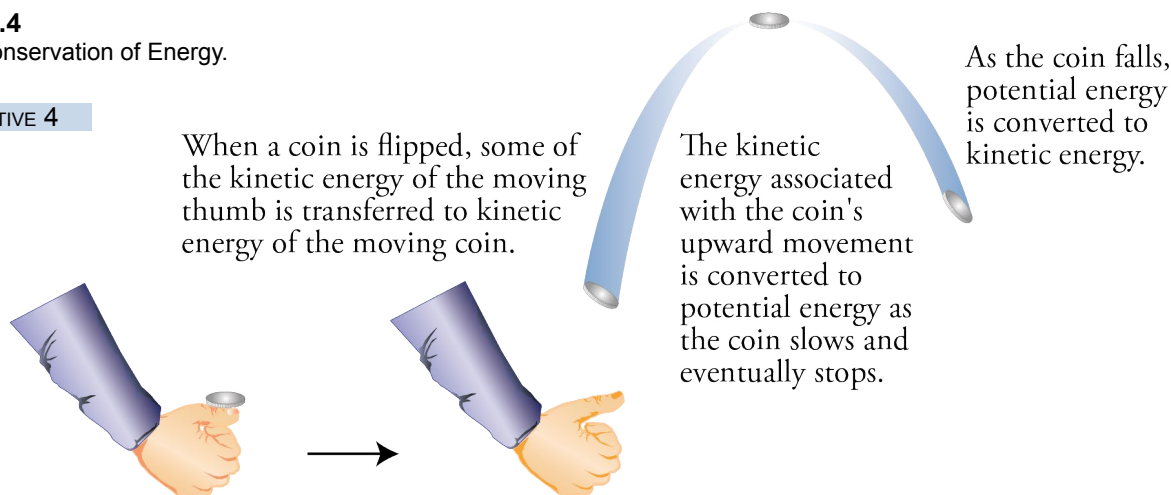 .4
onservation of Energy.
TIVE 4
When a coin is flipped, some of
the kinetic energy of the moving
thumb is transferred to kinetic
energy of the moving coin.
The kinetic
energy associated
with the coin's
upward movement
is converted to
potential energy as
the coin slows and
eventually stops.
As the coin falls,
potential energy
is converted to
kinetic energy.